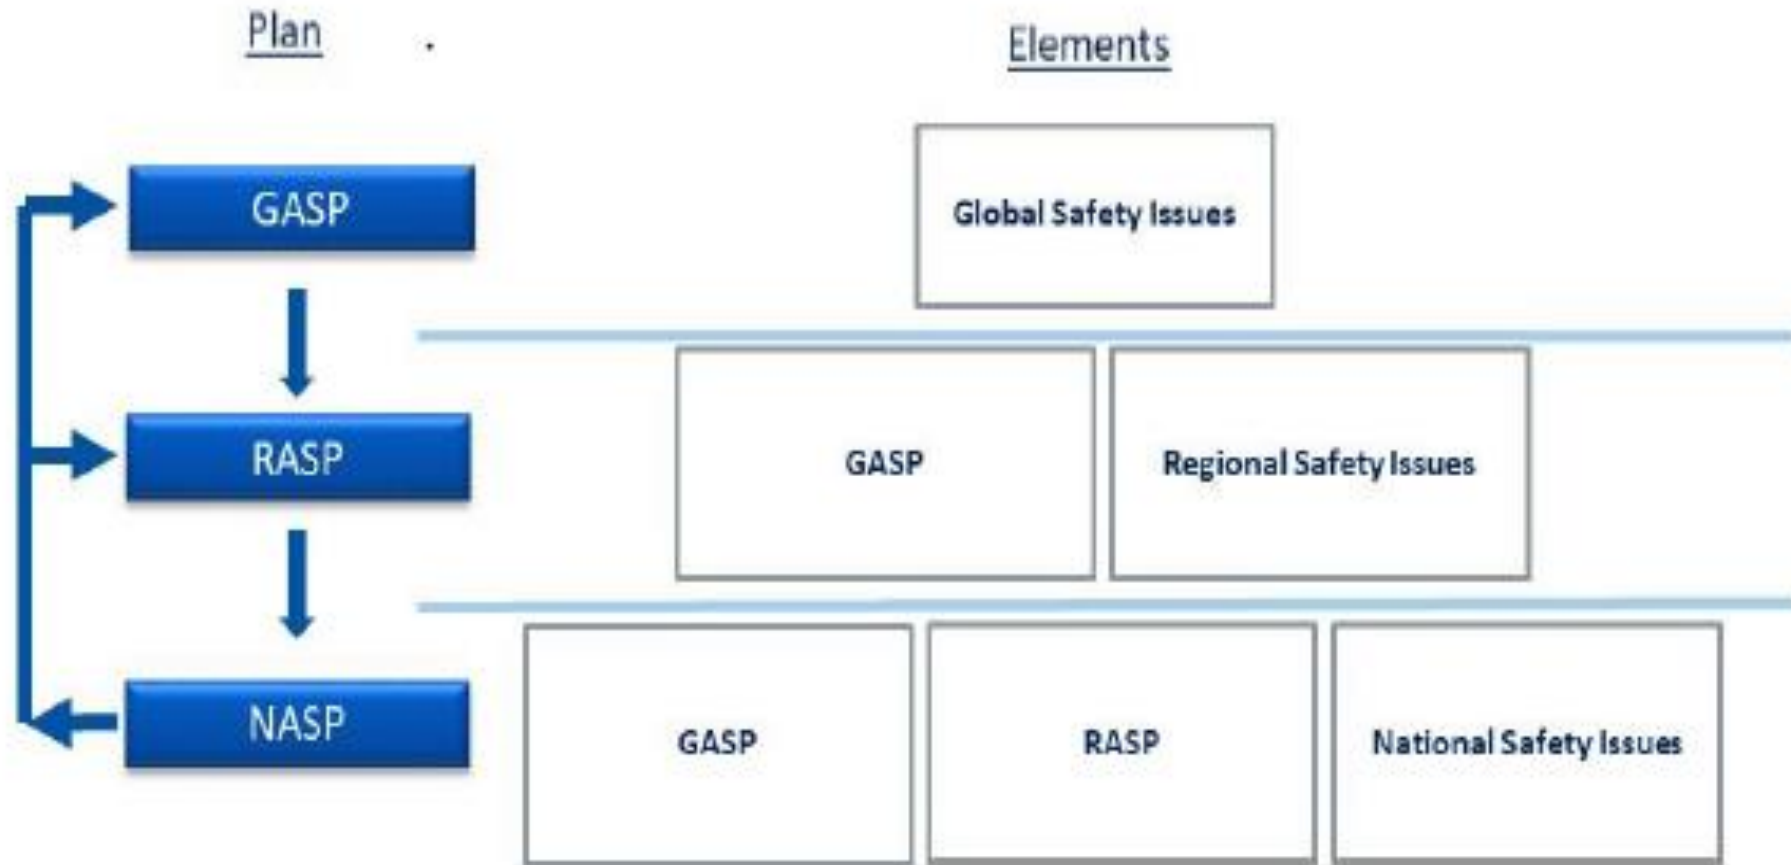 Plan
Elements
GASP
Global Safety Issues
RASP
GASP
Regional Safety Issues
NASP
GASP
RASP
National Safety Issues